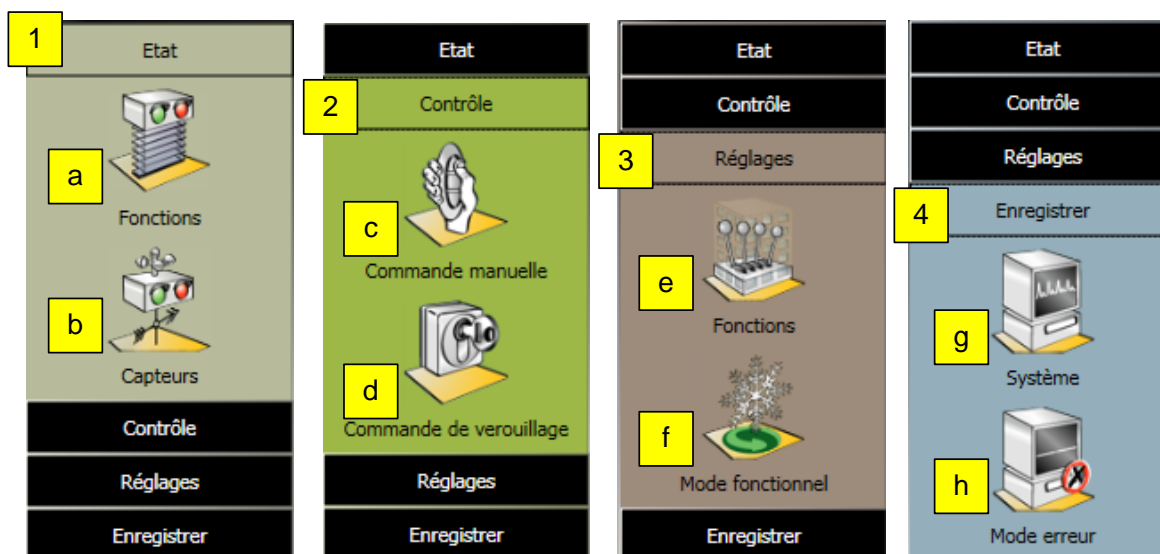 1
Etat
a
Fonctions
b
Capteurs
Contrôle
Réglages
Enregistrer
Etat
2
Contrôle
c
Commande manuelle
d
Commande de verouillage
Réglages
Enregistrer
Etat
Contrôle
3
Réglages
e
Fonctions
f
Mode fonctionnel
Enregistrer
Etat
Contrôle
Réglages
4
Enregistrer
g
Système
h
Mode erreur